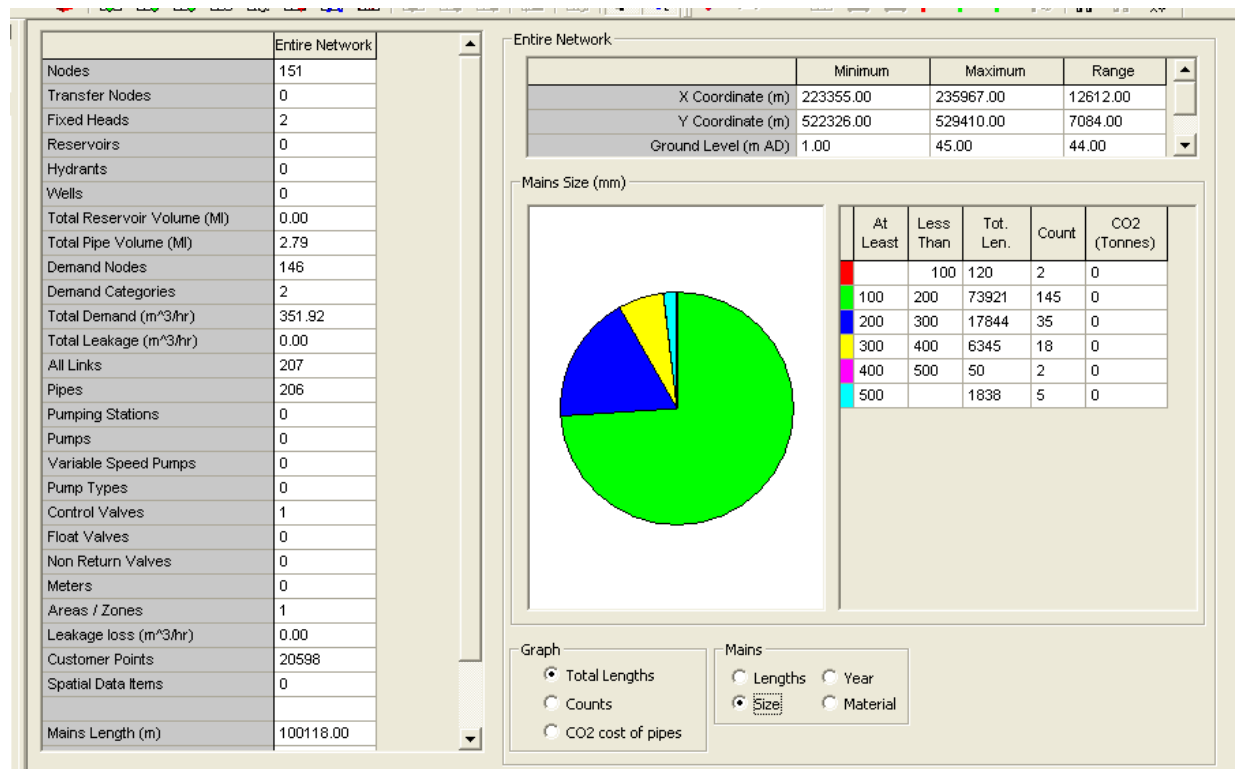 Entire Network
Nodes 151
Transfer Nodes 0
Fixed Heads 2
Reservoirs 0
Hydrants 0
Wells 0
Total Reservoir Volume (Ml) 0.00
Total Pipe Volume (Ml) 2.79
Demand Nodes 146
Demand Categories 2
Total Demand (m^3/hr) 351.92
Total Leakage (m^3/hr) 0.00
All Links 207
Pipes 206
Pumping Stations 0
Pumps 0
Variable Speed Pumps 0
Pump Types 0
Control Valves 1
Float Valves 0
Non Return Valves 0
Meters 0
Areas / Zones 1
Leakage loss (m^3/hr) 0.00
Customer Points 20598
Spatial Data Items 0
Mains Length (m) 100118.00
Entire Network
Minimum Maximum Range
X Coordinate (m) 223355.00 235967.00 12612.00
Y Coordinate (m) 522326.00 529410.00 7084.00
Ground Level (m AD) 1.00 45.00 44.00
Mains Size (mm)
At Less Tot. Count CO2
Least Than Len. (Tonnes)
100 120 2 0
100 200 73921 145 0
200 300 17844 35 0
300 400 6345 18 0
400 500 50 2 0
500 1838 5 0
Graph
Total Lengths
Counts
CO2 cost of pipes
Mains
Lengths Year
Size Material